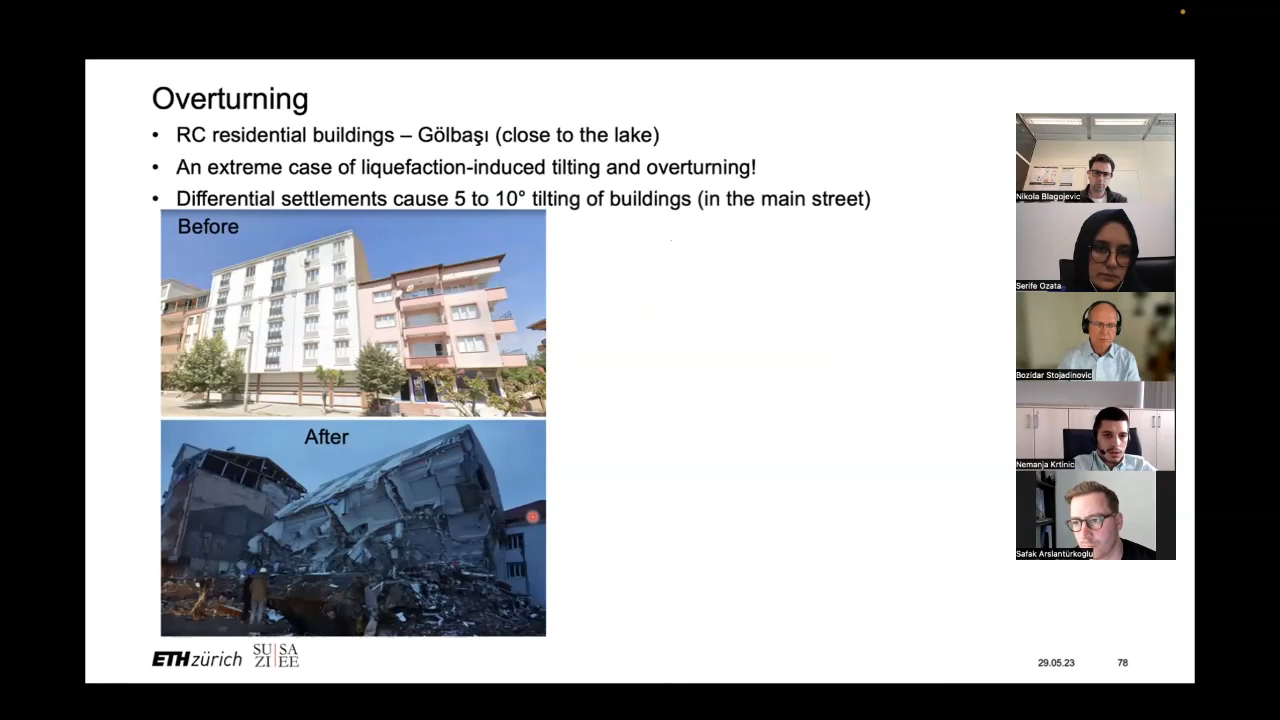 Overturning
• RC residential buildings – Gölbaşı (close to the lake)
• An extreme case of liquefaction-induced tilting and overturning!
• Differential settlements cause 5 to 10° tilting of buildings (in the main street)
Before
After
Nikola Blagojevic
Serife Ozata
Bozidar Stojadinovic
Nemanja Krtinic
Safak Arslantürkoglu
ETH zürich
SU|SA
ZI|EE
29.05.23
78